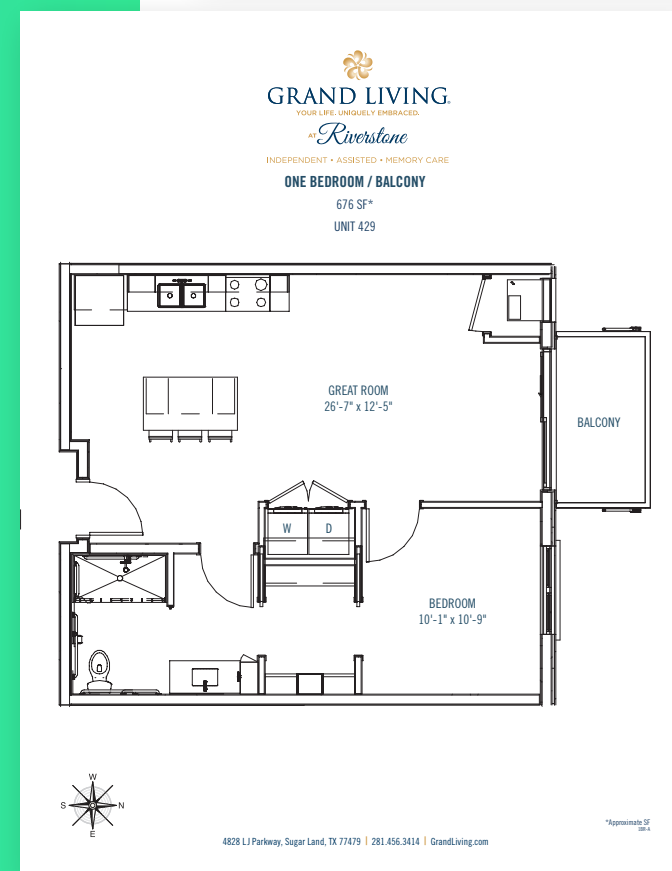 GRAND LIVING®
YOUR LIFE. UNIQUELY EMBRACED.
AT Riverstone
INDEPENDENT • ASSISTED • MEMORY CARE
ONE BEDROOM / BALCONY
676 SF*
UNIT 429
GREAT ROOM
26'-7" x 12'-5"
BALCONY
W D
BEDROOM
10'-1" x 10'-9"
W
S N
E
*Approximate SF
4828 LJ Parkway, Sugar Land, TX 77479 | 281.456.3414 | GrandLiving.com